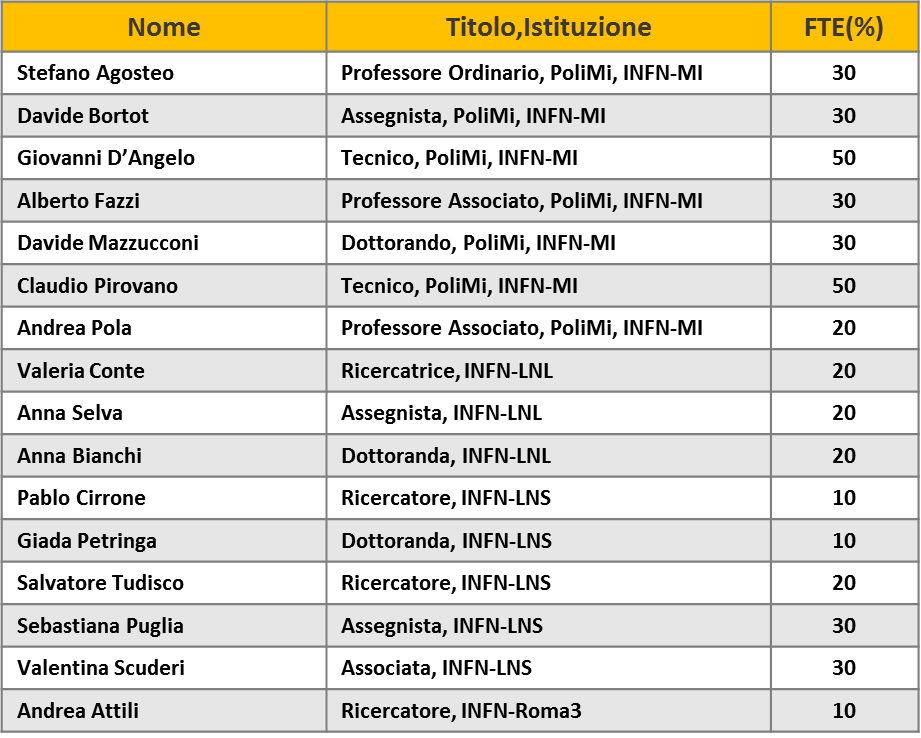 Nome Titolo,Istituzione FTE(%)
Stefano Agosteo Professore Ordinario, PoliMi, INFN-MI 30
Davide Bortot Assegnista, PoliMi, INFN-MI 30
Giovanni D’Angelo Tecnico, PoliMi, INFN-MI 50
Alberto Fazzi Professore Associato, PoliMi, INFN-MI 30
Davide Mazzucconi Dottorando, PoliMi, INFN-MI 30
Claudio Pirovano Tecnico, PoliMi, INFN-MI 50
Andrea Pola Professore Associato, PoliMi, INFN-MI 20
Valeria Conte Ricercatrice, INFN-LNL 20
Anna Selva Assegnista, INFN-LNL 20
Anna Bianchi Dottoranda, INFN-LNL 20
Pablo Cirrone Ricercatore, INFN-LNS 10
Giada Petringa Dottoranda, INFN-LNS 10
Salvatore Tudisco Ricercatore, INFN-LNS 20
Sebastiana Puglia Assegnista, INFN-LNS 30
Valentina Scuderi Associata, INFN-LNS 30
Andrea Attili Ricercatore, INFN-Roma3 10